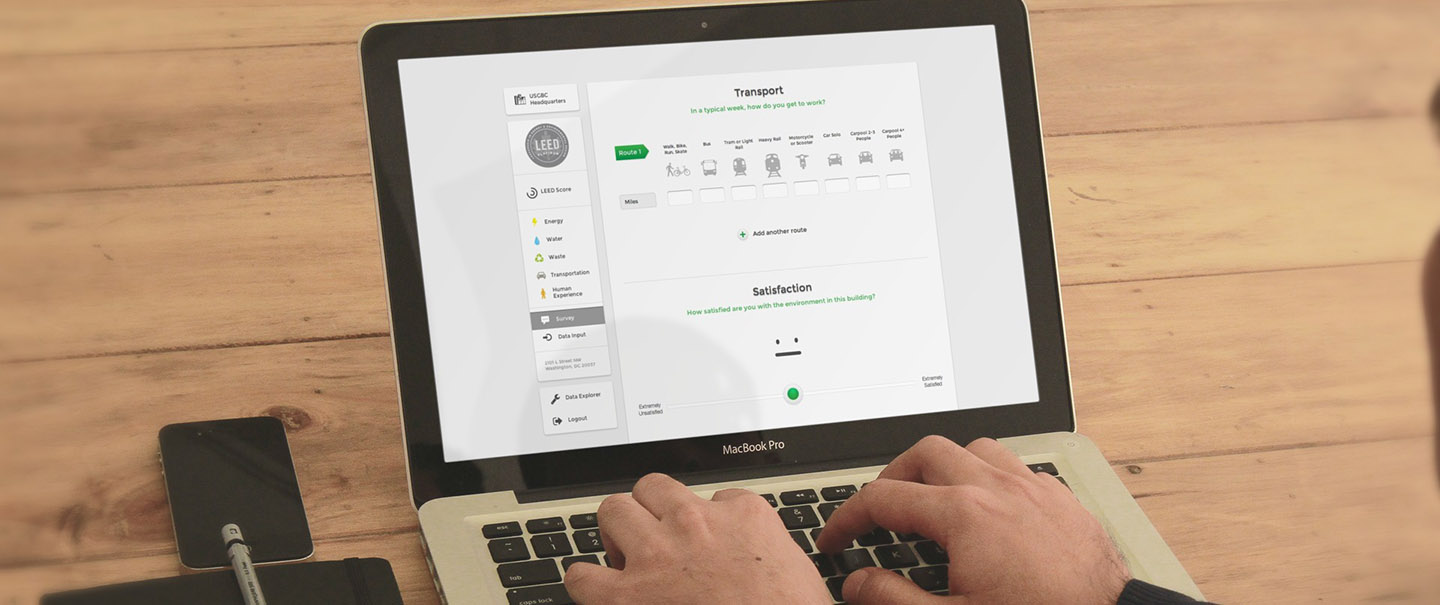 USGBC
Headquarters
LEED
PLATINUM
LEED Score
Energy
Water
Waste
Transportation
Human
Experience
Survey
Data Input
2101 L Street NW
Washington, DC 20037
Data Explorer
Logout
Transport
In a typical week, how do you get to work?
Route 1
Walk, Bike,
Run, Skate
Bus
Tram or Light
Rail
Heavy Rail
Motorcycle
or Scooter
Car Solo
Carpool 2-3
People
Carpool 4+
People
Miles
Add another route
Satisfaction
How satisfied are you with the environment in this building?
Extremely
Unsatisfied
Extremely
Satisfied
MacBook Pro
esc
&
7
1
2
tab
caps lock